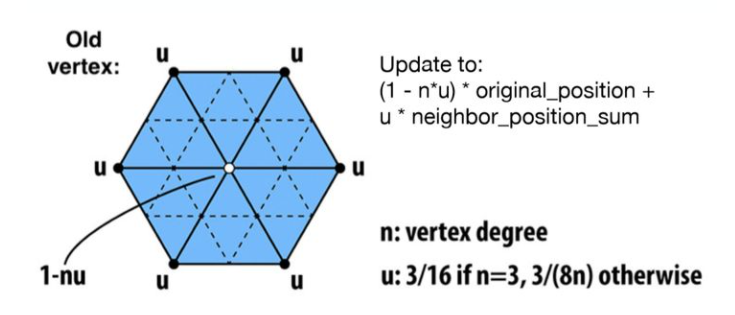 Old
vertex:
u
u
Update to:
(1 - n*u) * original_position +
u * neighbor_position_sum
u
u
n: vertex degree
1-nu
u
u
u: 3/16 if n=3, 3/(8n) otherwise